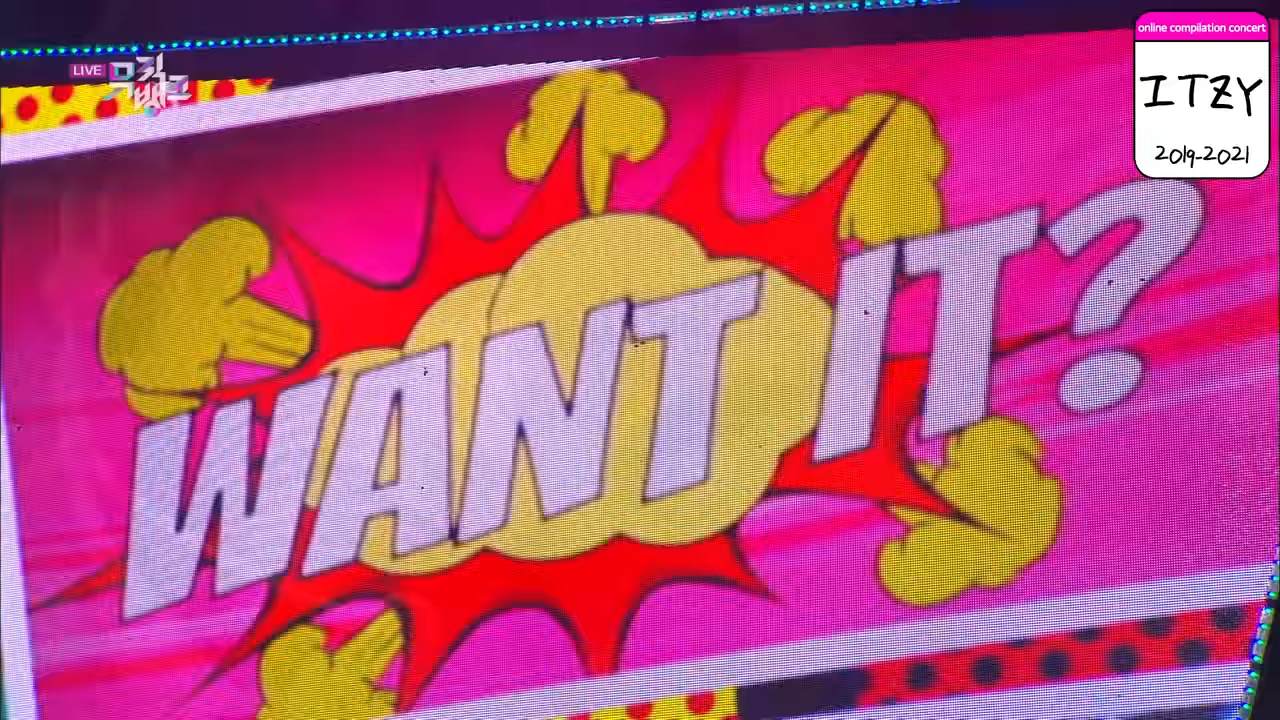 LIVE 뮤직
뱅크
online compilation concert
ITZY
2019-2021
WANT IT?